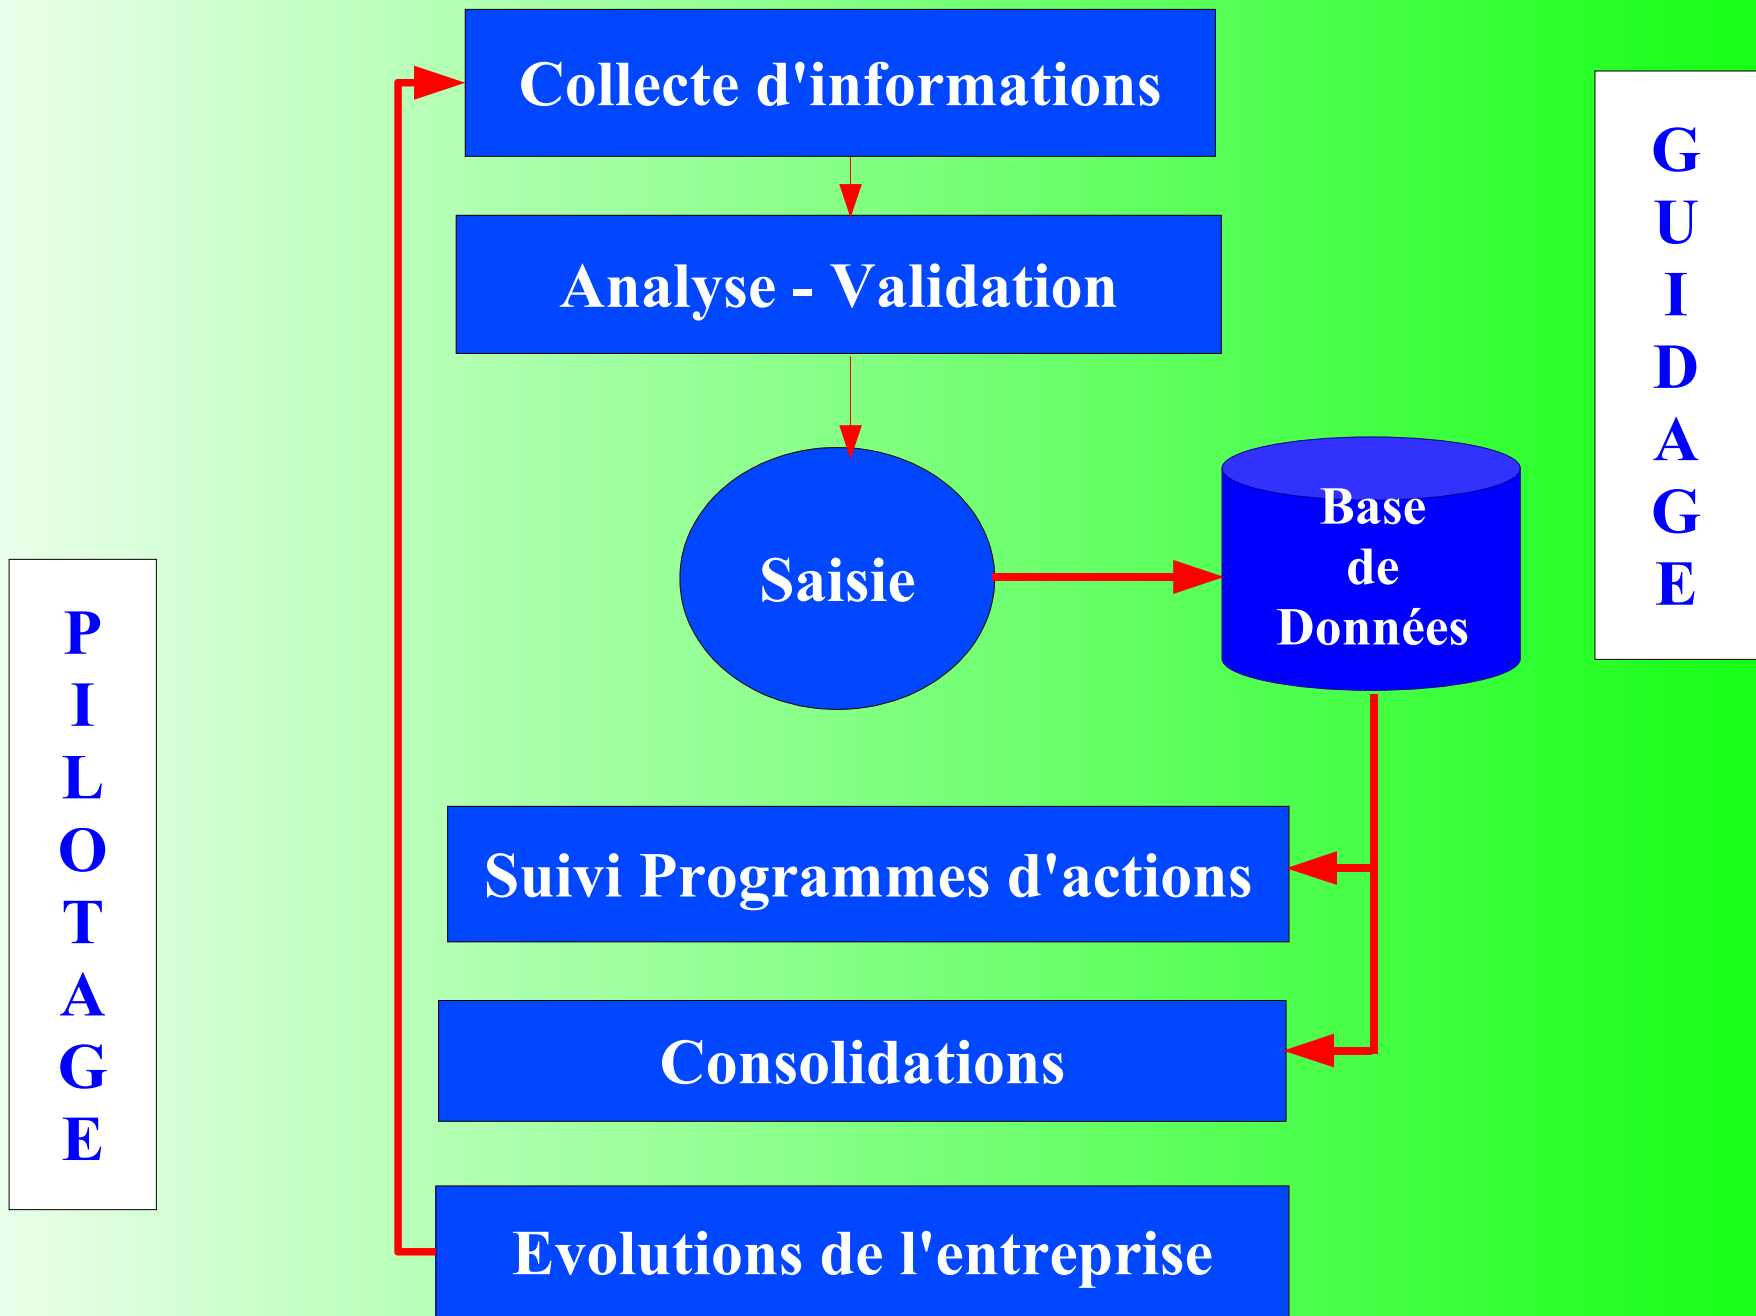 Collecte d'informations
Analyse - Validation
Saisie
Base
de
Données
Suivi Programmes d'actions
Consolidations
Evolutions de l'entreprise
P
I
L
O
T
A
G
E
G
U
I
D
A
G
E